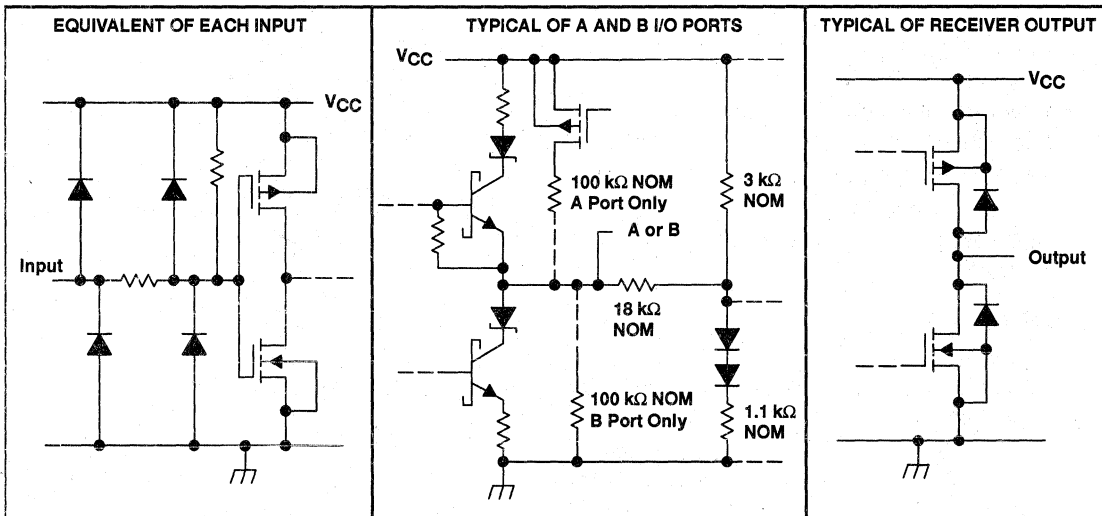 EQUIVALENT OF EACH INPUT
VCC
Input
TYPICAL OF A AND B I/O PORTS
VCC
100 kΩ NOM
A Port Only
3 kΩ
NOM
A or B
18 kΩ
NOM
100 kΩ NOM
B Port Only
1.1 kΩ
NOM
TYPICAL OF RECEIVER OUTPUT
VCC
Output